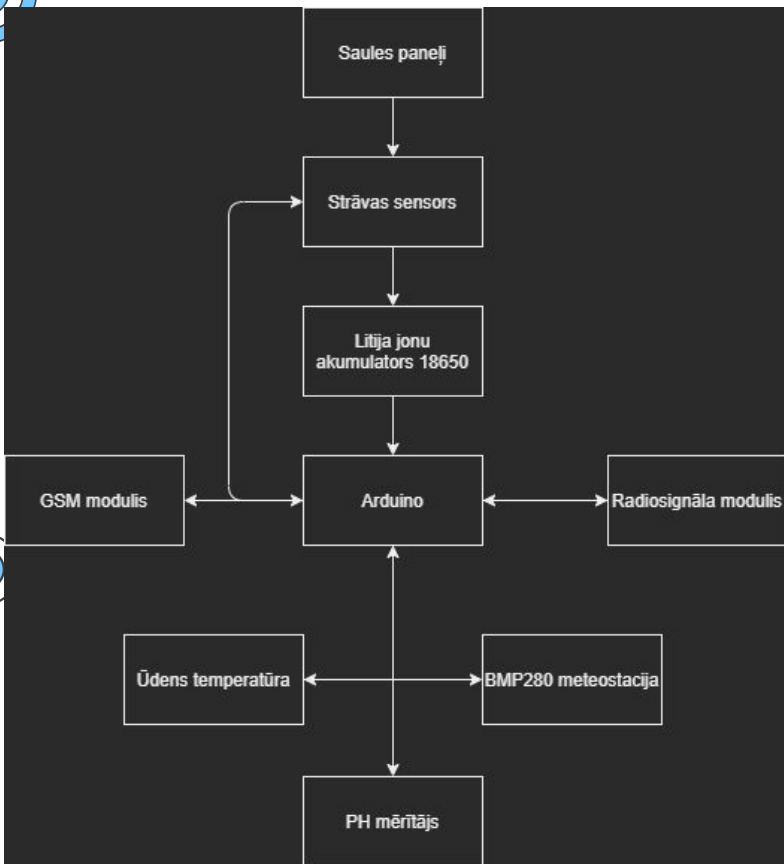 Saules paneļi
Strāvas sensors
Litija jonu
akumulators 18650
GSM modulis
Arduino
Radiosignāla modulis
Ūdens temperatūra
BMP280 meteostacija
PH mērītājs